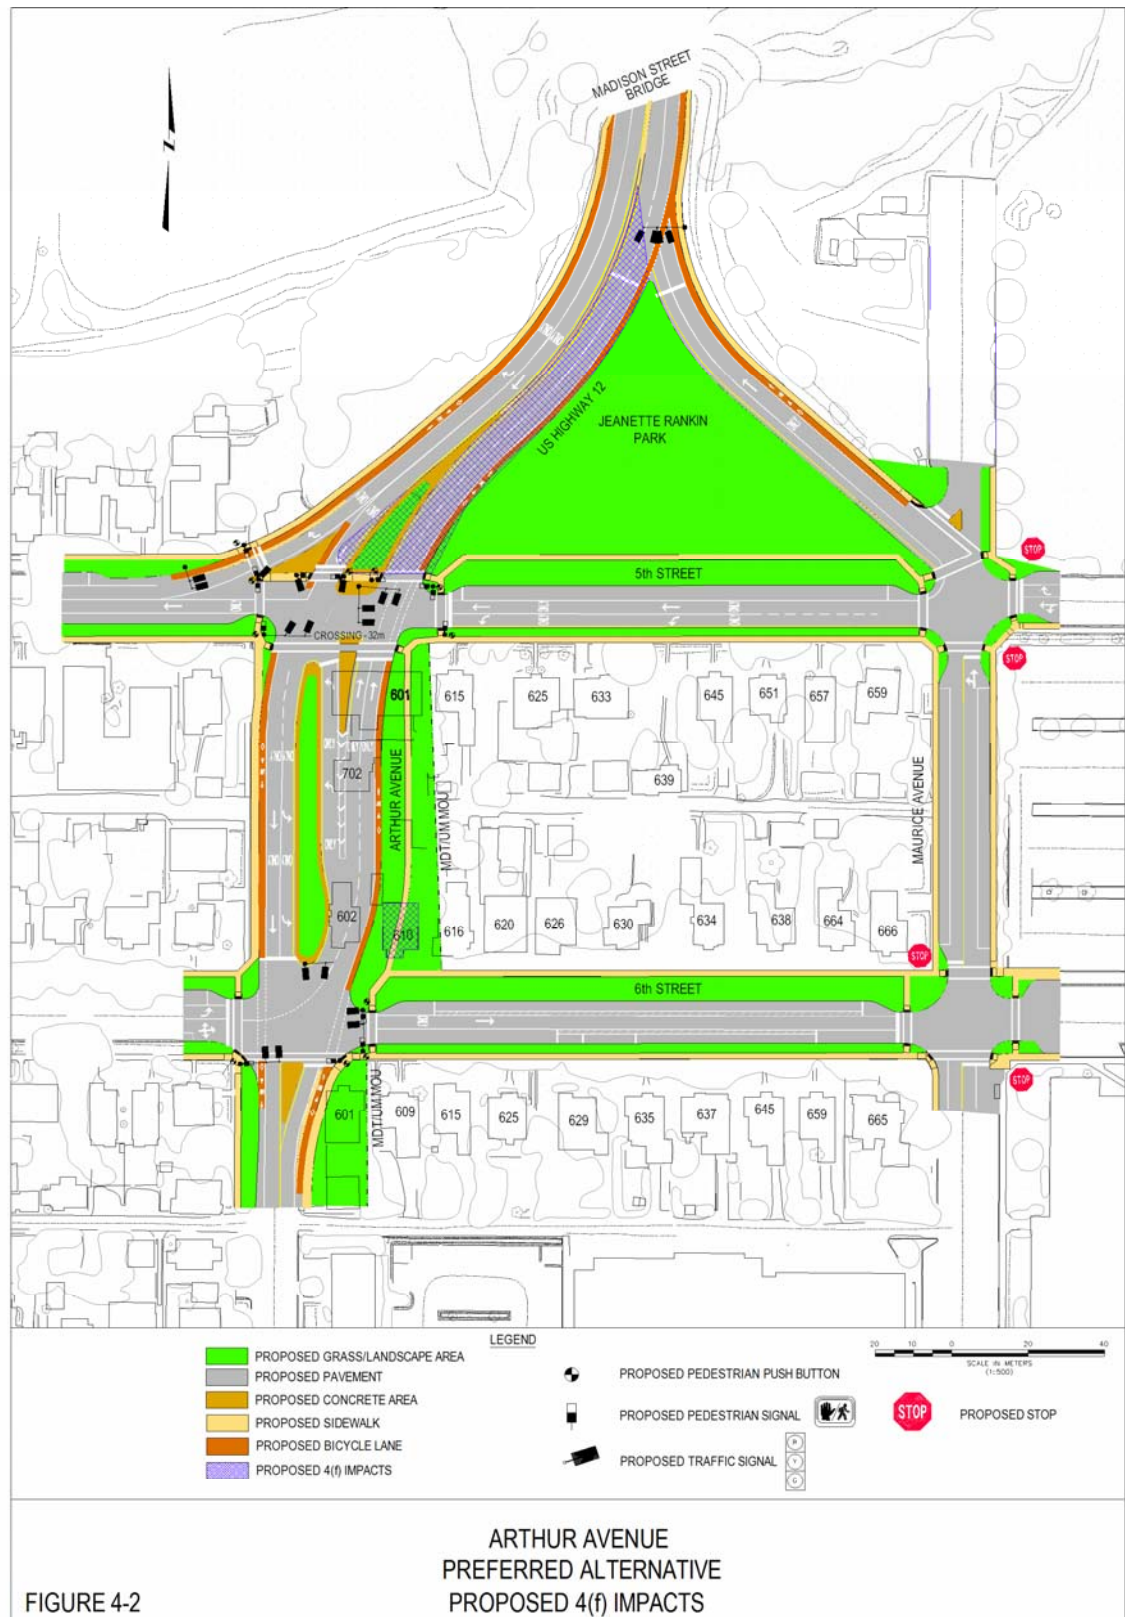 MADISON STREET
BRIDGE
Z
US HIGHWAY 12
JEANETTE RANKIN
PARK
STOP
5th STREET
CROSSING - 32m
STOP
601
615
625
633
645
651
657
659
702
639
ARTHUR AVENUE
MDT/UM MOU
MAURICE AVENUE
602
610
616
620
626
630
634
638
664
666
STOP
6th STREET
STOP
601
MDT/UM MOU
609
615
625
629
635
637
645
659
665
LEGEND
PROPOSED GRASS/LANDSCAPE AREA
PROPOSED PAVEMENT
PROPOSED CONCRETE AREA
PROPOSED SIDEWALK
PROPOSED BICYCLE LANE
PROPOSED 4(f) IMPACTS
PROPOSED PEDESTRIAN PUSH BUTTON
PROPOSED PEDESTRIAN SIGNAL
PROPOSED TRAFFIC SIGNAL
R
Y
G
STOP
PROPOSED STOP
20 10 0 20 40
SCALE IN METERS
(1:500)
ARTHUR AVENUE
PREFERRED ALTERNATIVE
PROPOSED 4(f) IMPACTS
FIGURE 4-2